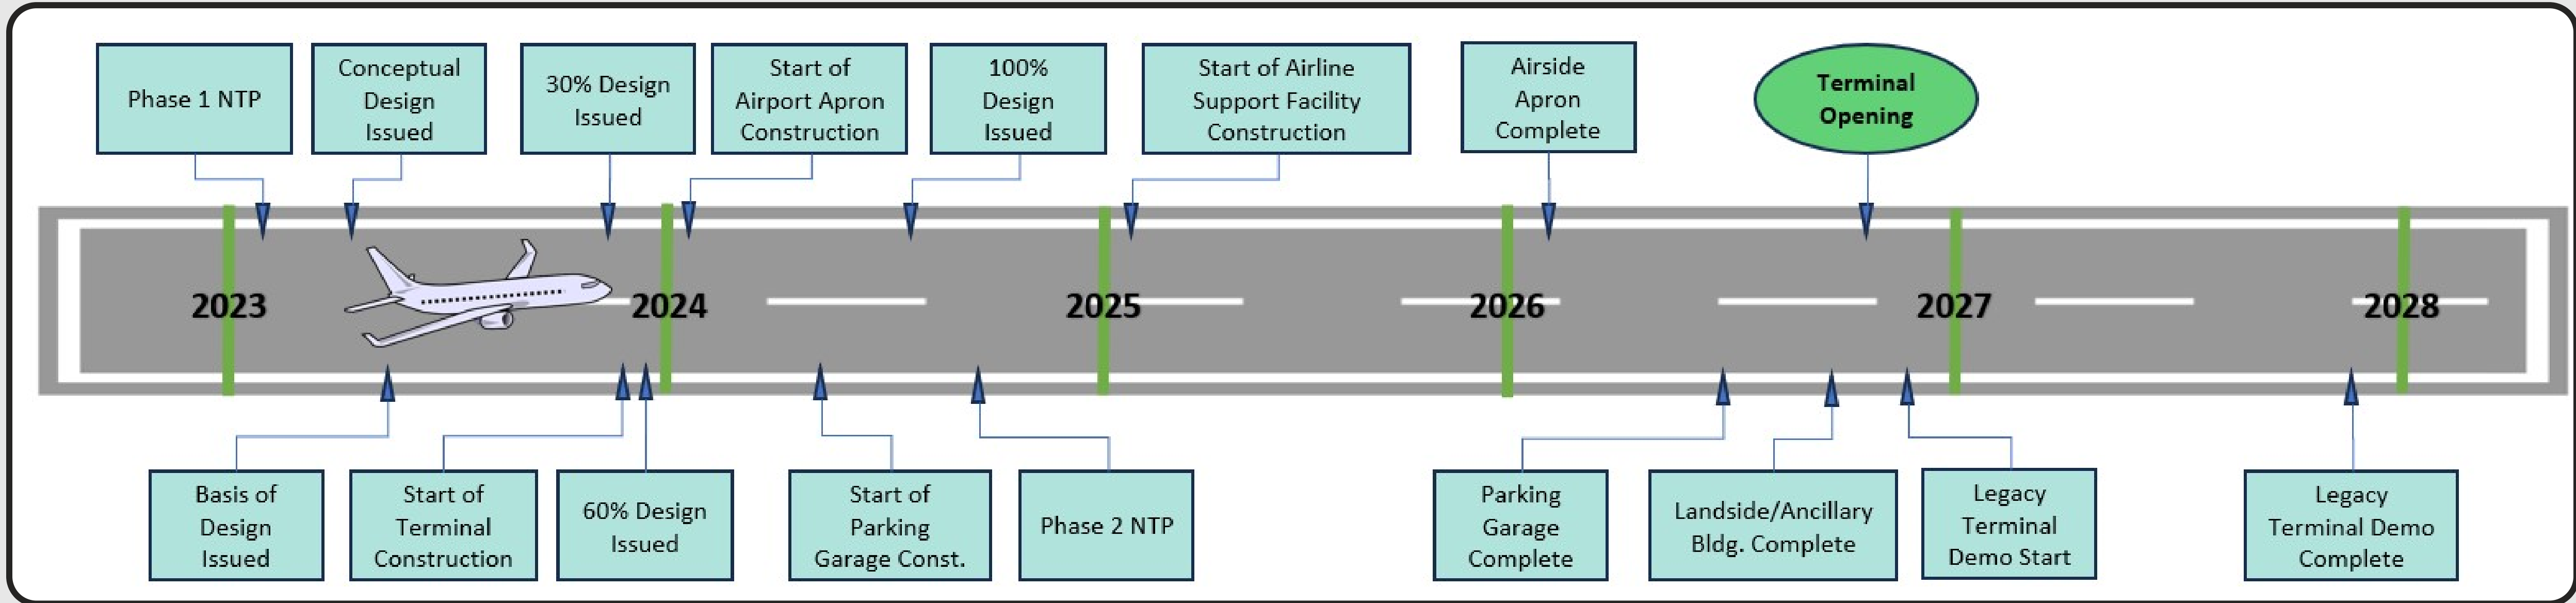 Phase 1 NTP
Conceptual
Design
Issued
30% Design
Issued
Start of
Airport Apron
Construction
100%
Design
Issued
Start of Airline
Support Facility
Construction
Airside
Apron
Complete
Terminal
Opening
2023
2024
2025
2026
2027
2028
Basis of
Design
Issued
Start of
Terminal
Construction
60% Design
Issued
Start of
Parking
Garage Const.
Phase 2 NTP
Parking
Garage
Complete
Landside/Ancillary
Bldg. Complete
Legacy
Terminal
Demo Start
Legacy
Terminal Demo
Complete